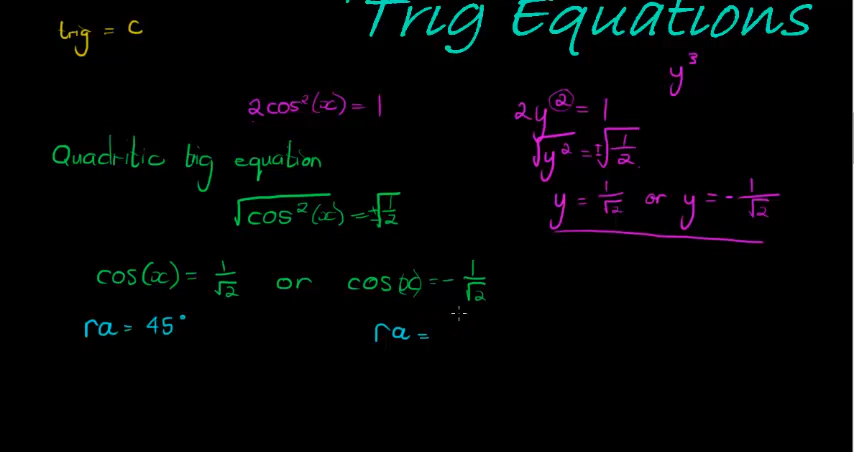 Trig Equations
trig = c
y³
2cos²(x) = 1
2y² = 1
Quadritic big equation
√y² = ±√1/2
√cos²(x) = ±√1/2
y = 1/√2 or y = -1/√2
cos(x) = 1/√2 or cos(x) = -1/√2
ra = 45°
ra =